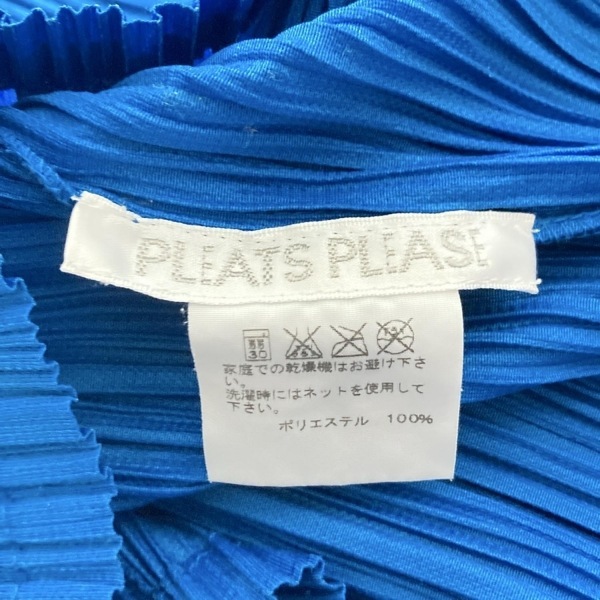 PLEATS PLEASE
30
家庭での乾燥機はお避け下さ
い。
洗濯時にはネットを使用して
下さい。
ポリエステル 100%